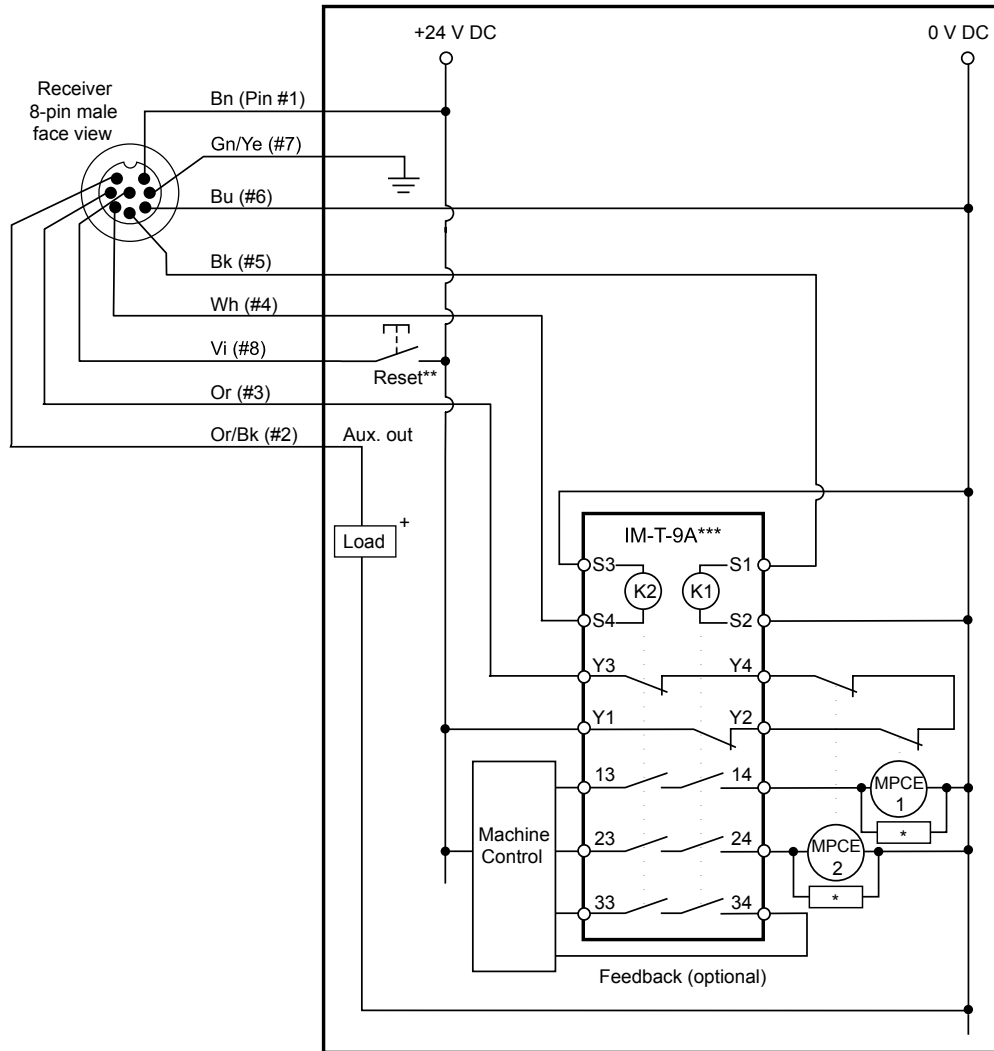 +24 V DC
0 V DC
Receiver
8-pin male
face view
Bn (Pin #1)
Gn/Ye (#7)
Bu (#6)
Bk (#5)
Wh (#4)
Vi (#8)
Reset**
Or (#3)
Or/Bk (#2)
Aux. out
+
Load
IM-T-9A***
S3
S1
K2
K1
S4
S2
Y3
Y4
Y1
Y2
13
14
MPCE
1
*
Machine
Control
23
24
MPCE
2
*
33
34
Feedback (optional)